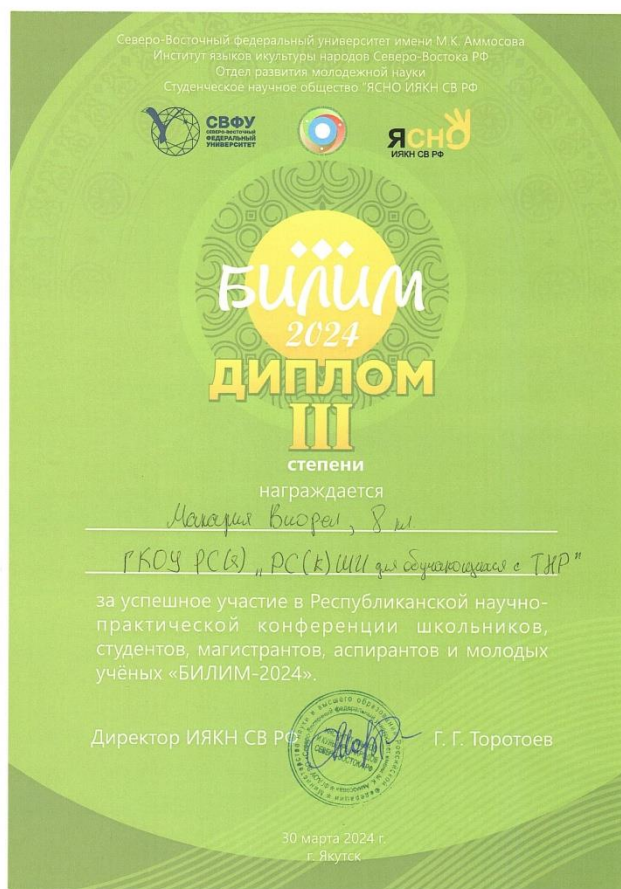 Северо-Восточный федеральный университет имени М.К. Аммосова
Институт языков икультуры народов Северо-Востока РФ
Отдел развития молодежной науки
Студенческое научное общество "ЯСНО ИЯКН СВ РФ
СВФУ
СЕВЕРО-ВОСТОЧНЫЙ
ФЕДЕРАЛЬНЫЙ
УНИВЕРСИТЕТ
ЯСНО
ИЯКН СВ РФ
БИЛИМ
2024
ДИПЛОМ
III
степени
награждается
Макария Виорел, 8 кл
ГКОУ РС(Я) „РС(К)ШИ для обучающихся с ТНР"
за успешное участие в Республиканской научно-
практической конференции школьников,
студентов, магистрантов, аспирантов и молодых
учёных «БИЛИМ-2024».
Директор ИЯКН СВ РФ Г. Г. Торотоев
30 марта 2024 г.
г. Якутск